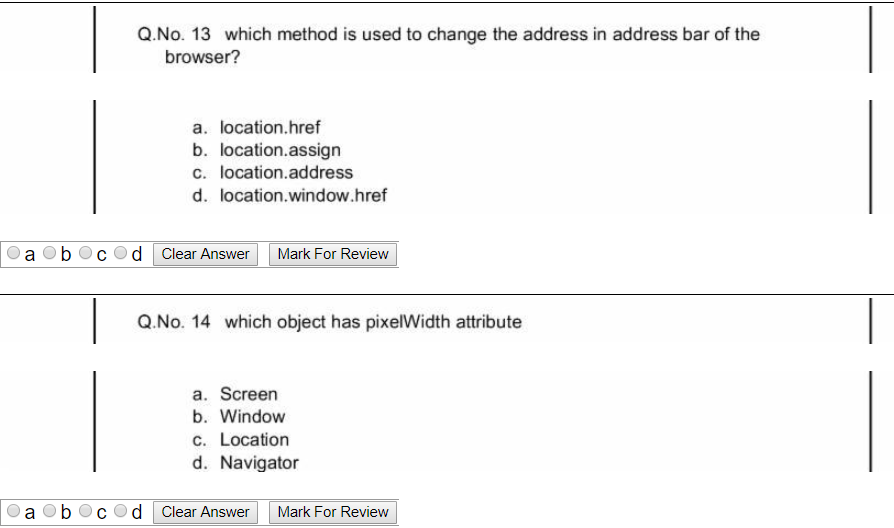 Q.No. 13 which method is used to change the address in address bar of the
browser?
a. location.href
b. location.assign
c. location.address
d. location.window.href
a b c d Clear Answer Mark For Review
Q.No. 14 which object has pixelWidth attribute
a. Screen
b. Window
c. Location
d. Navigator
a b c d Clear Answer Mark For Review